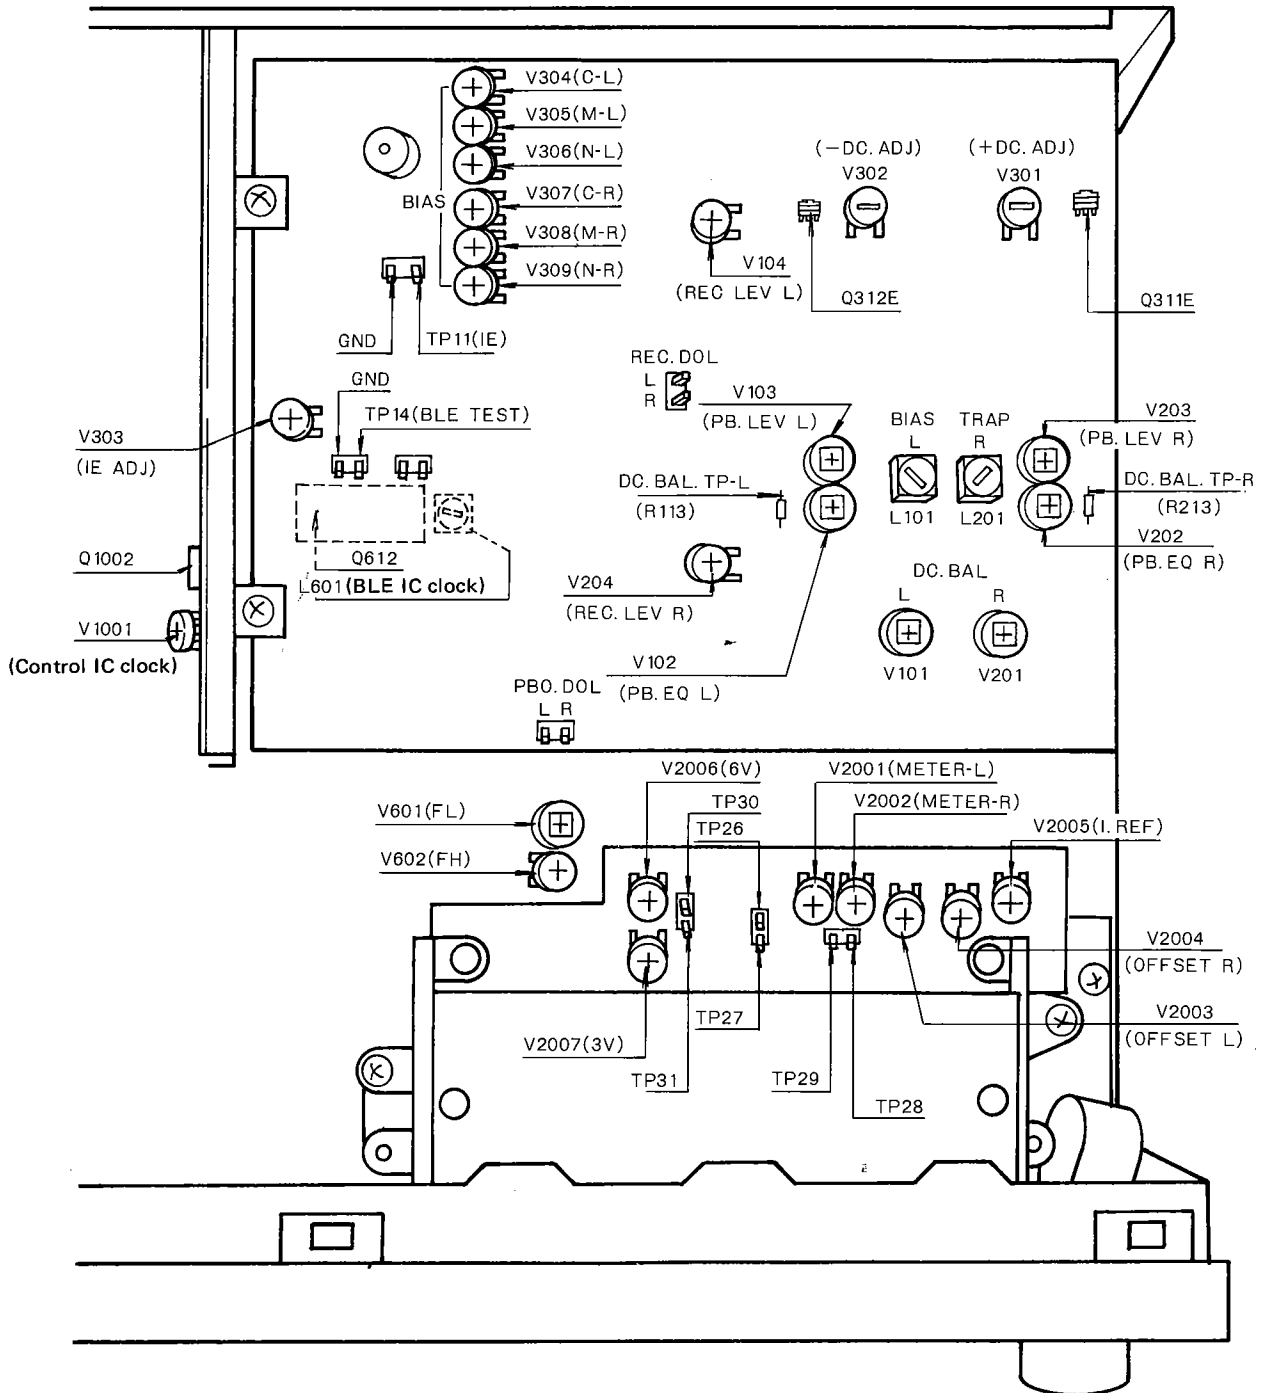 V304(C-L)
V305(M-L)
V306(N-L)
BIAS
V307(C-R)
V308(M-R)
V309(N-R)
(-DC. ADJ)
V302
(+DC. ADJ)
V301
V104
(REC LEV L)
Q312E
Q311E
GND
TP11(IE)
GND
TP14(BLE TEST)
V303
(IE ADJ)
REC. DOL
L
R
V103
(PB. LEV L)
BIAS TRAP
L R
L101 L201
V203
(PB. LEV R)
DC. BAL. TP-L
(R113)
DC. BAL. TP-R
(R213)
V202
(PB. EQ R)
Q1002
Q612
L601(BLE IC clock)
V1001
(Control IC clock)
V204
(REC. LEV R)
DC. BAL
L R
V101 V201
V102
(PB. EQ L)
PBO. DOL
L R
V2006(6V)
V2001(METER-L)
TP30
V2002(METER-R)
TP26
V2005(I. REF)
V601(FL)
V602(FH)
V2004
(OFFSET R)
V2003
(OFFSET L)
TP27
V2007(3V)
TP31
TP29
TP28